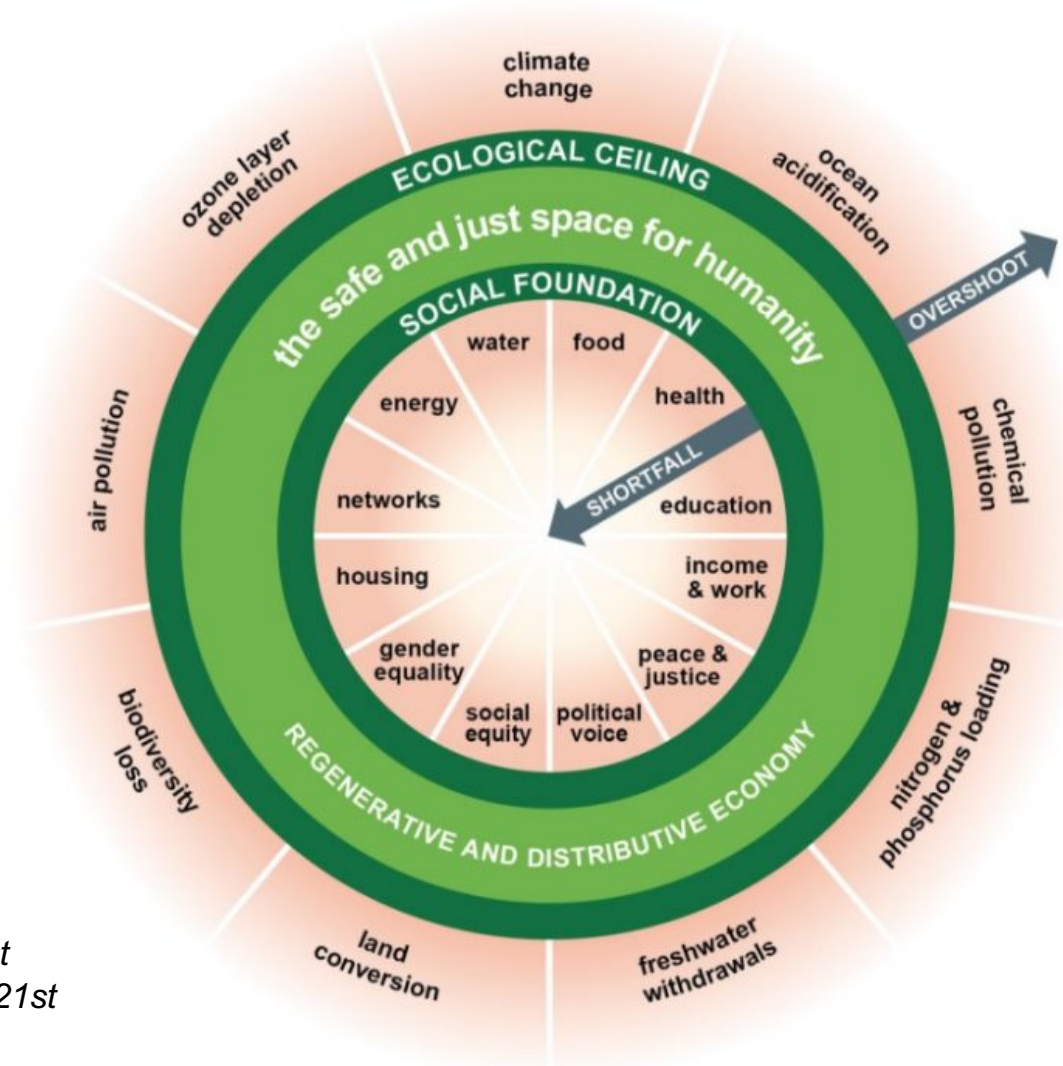 climate
change
ocean
acidification
OVERSHOOT
chemical
pollution
nitrogen &
phosphorus loading
freshwater
withdrawals
land
conversion
biodiversity
loss
air pollution
ozone layer
depletion
ECOLOGICAL CEILING
the safe and just space for humanity
SOCIAL FOUNDATION
water
food
health
SHORTFALL
education
income
& work
peace &
justice
political
voice
social
equity
gender
equality
housing
networks
energy
REGENERATIVE AND DISTRIBUTIVE ECONOMY
21st